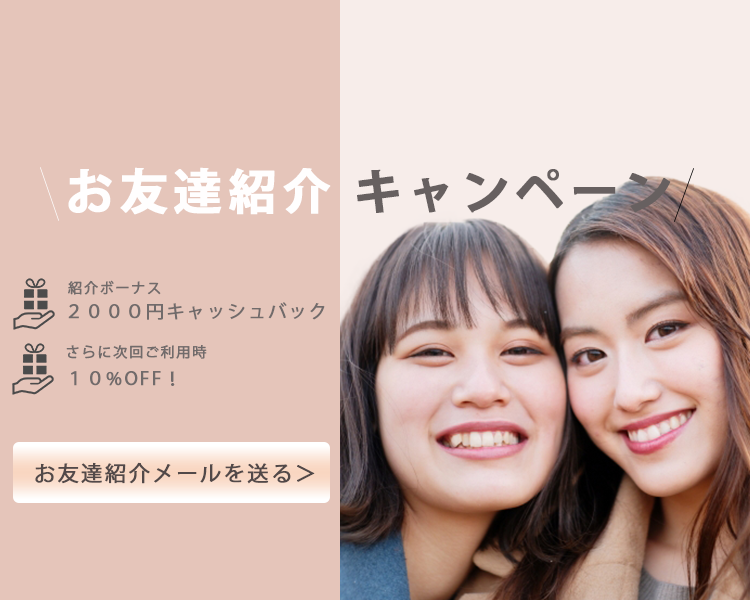 \お友達紹介 キャンペーン/
紹介ボーナス
２０００円キャッシュバック
さらに次回ご利用時
１０%OFF！
お友達紹介メールを送る＞